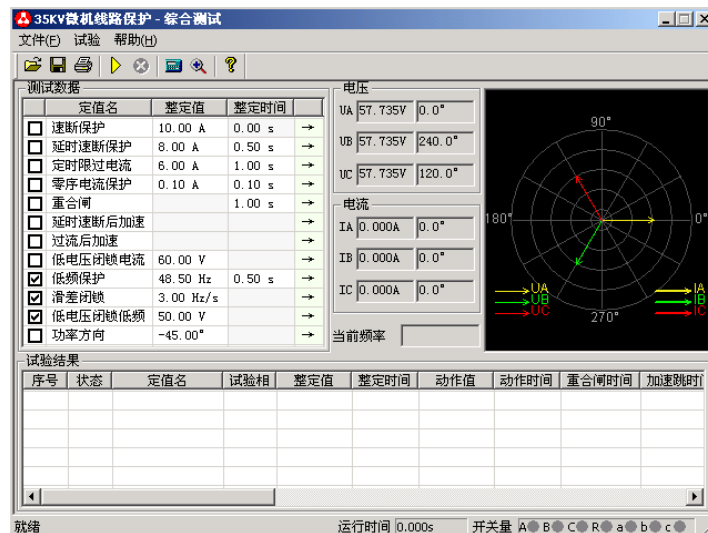 35KV微机线路保护 - 综合测试
文件(F) 试验 帮助(H)
测试数据
定值名 整定值 整定时间
速断保护 10.00 A 0.00 s →
延时速断保护 8.00 A 0.50 s →
定时限过电流 6.00 A 1.00 s →
零序电流保护 0.10 A 0.10 s →
重合闸 1.00 s →
延时速断后加速 →
过流后加速 →
低电压闭锁电流 60.00 V →
低频保护 48.50 Hz 0.50 s →
滑差闭锁 3.00 Hz/s →
低电压闭锁低频 50.00 V →
功率方向 -45.00° →
电压
UA 57.735V 0.0°
UB 57.735V 240.0°
UC 57.735V 120.0°
电流
IA 0.000A 0.0°
IB 0.000A 0.0°
IC 0.000A 0.0°
当前频率
90°
180° 0°
270°
UA IA
UB IB
UC IC
试验结果
序号 状态 定值名 试验相 整定值 整定时间 动作值 动作时间 重合闸时间 加速跳时
就绪 运行时间 0.000s 开关量 A B C R a b c